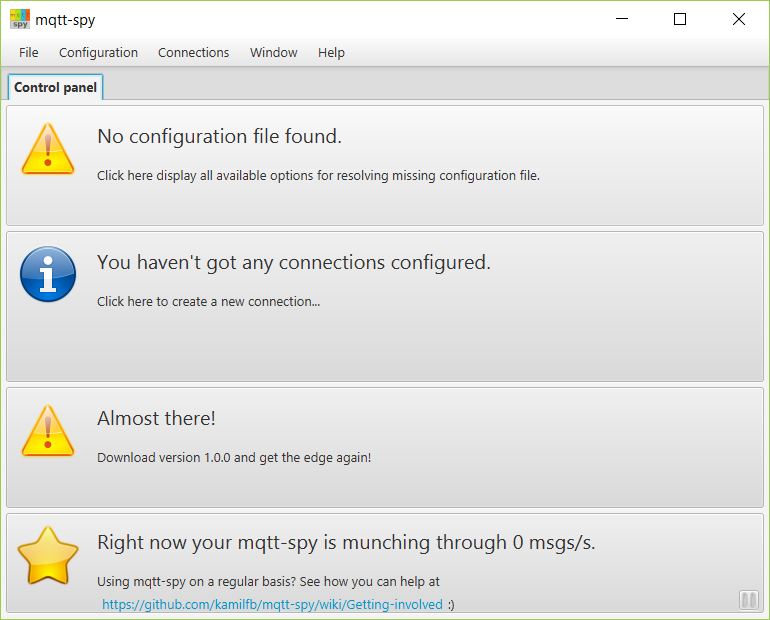 mqtt
spy
mqtt-spy
File Configuration Connections Window Help
Control panel
No configuration file found.
Click here display all available options for resolving missing configuration file.
You haven't got any connections configured.
Click here to create a new connection...
Almost there!
Download version 1.0.0 and get the edge again!
Right now your mqtt-spy is munching through 0 msgs/s.
Using mqtt-spy on a regular basis? See how you can help at
https://github.com/kamilfb/mqtt-spy/wiki/Getting-involved :)